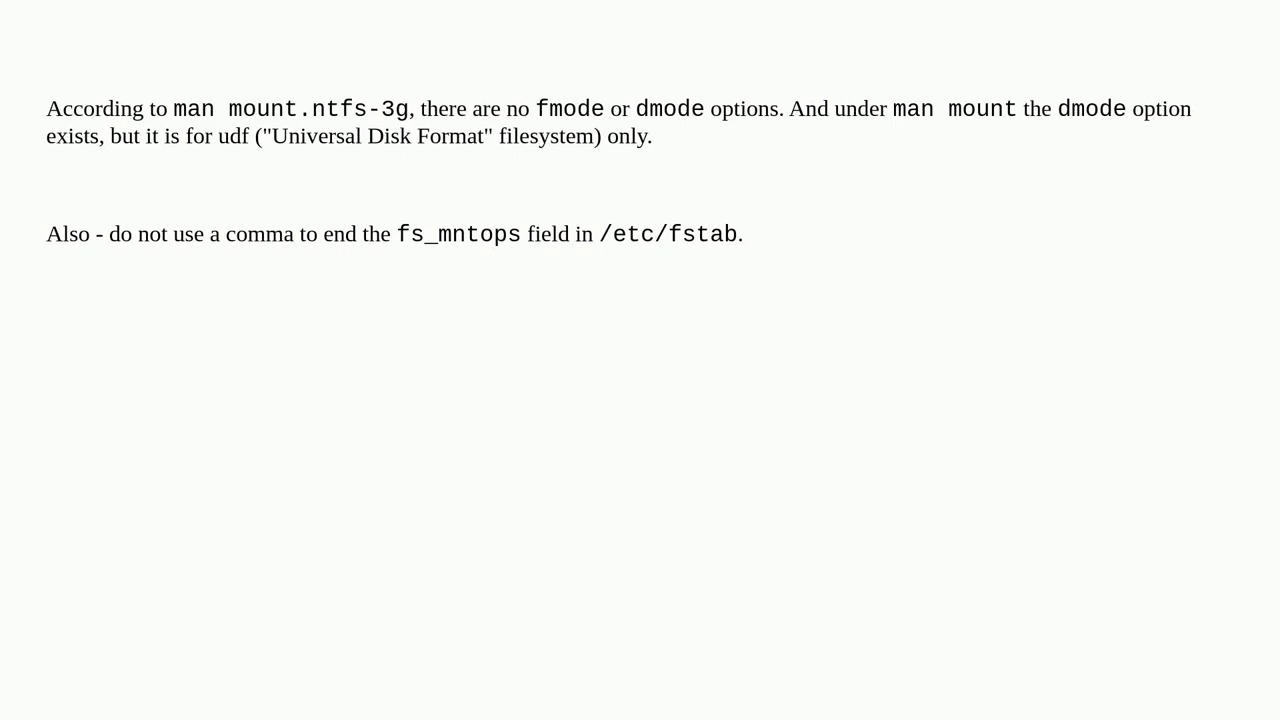 According to man mount.ntfs-3g, there are no fmode or dmode options. And under man mount the dmode option
exists, but it is for udf ("Universal Disk Format" filesystem) only.
Also - do not use a comma to end the fs_mntops field in /etc/fstab.